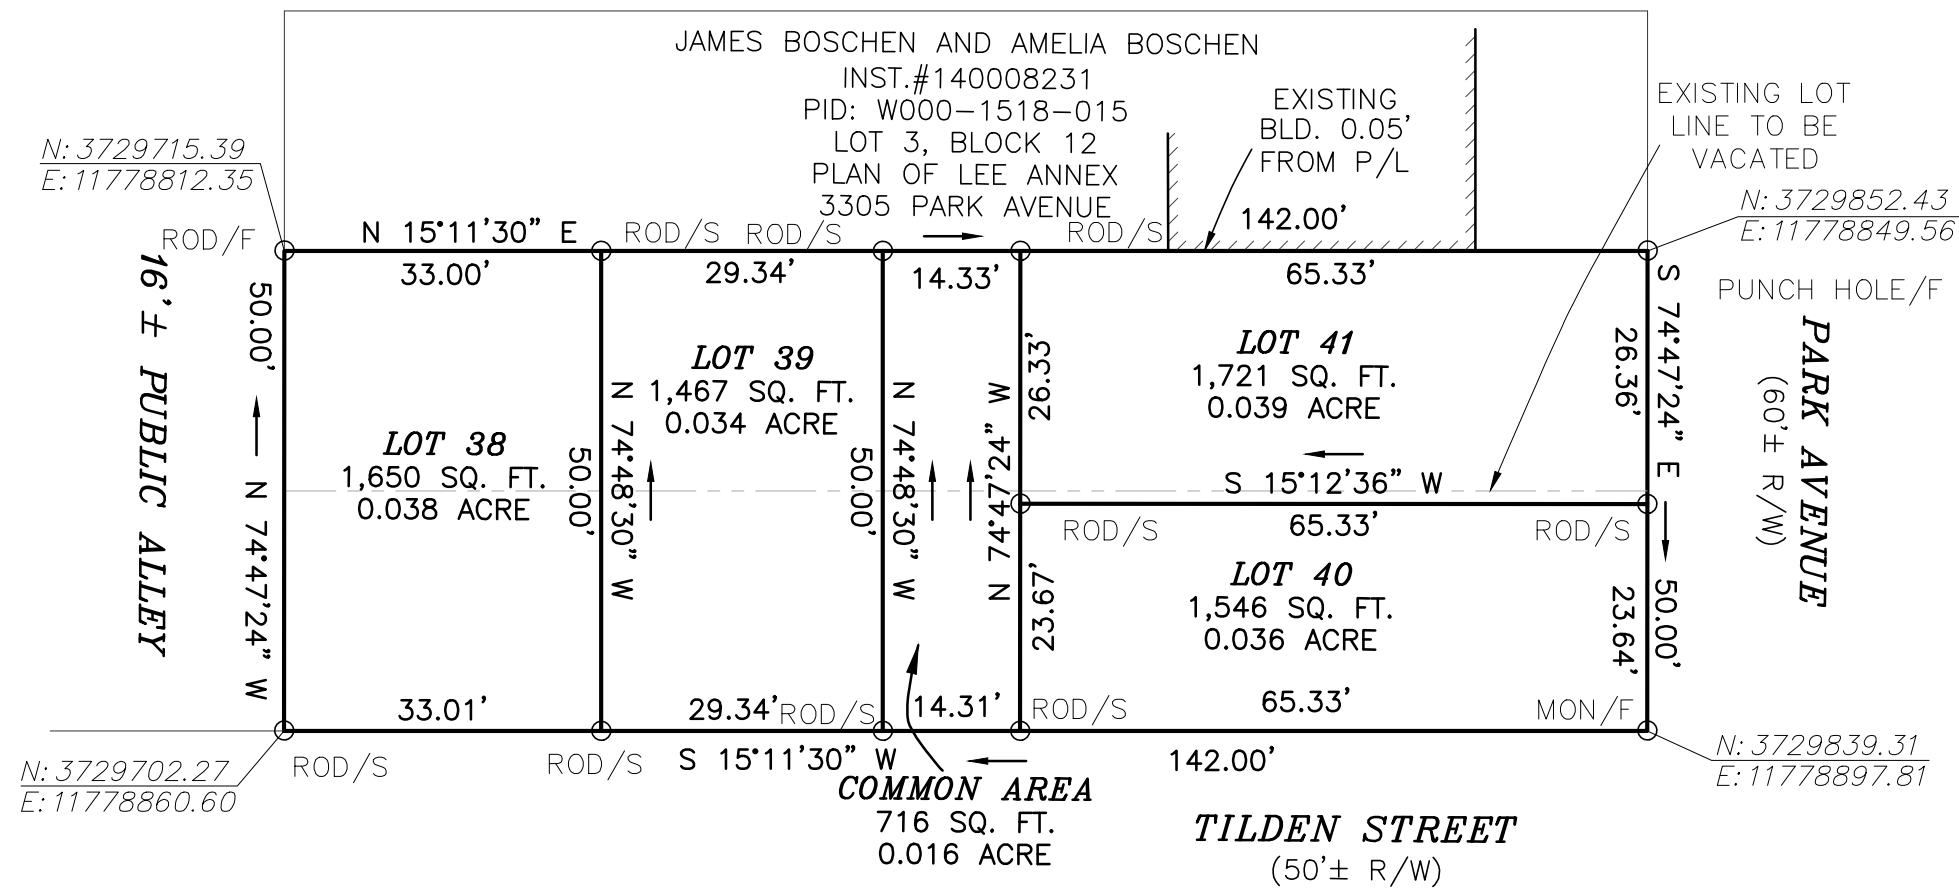 JAMES BOSCHEN AND AMELIA BOSCHEN
INST.#140008231
PID: W000-1518-015
LOT 3, BLOCK 12
PLAN OF LEE ANNEX
3305 PARK AVENUE
EXISTING
BLD. 0.05'
FROM P/L
EXISTING LOT
LINE TO BE
VACATED
N: 3729715.39
E: 11778812.35
N: 3729852.43
E: 11778849.56
ROD/F
N 15°11'30" E
ROD/S
ROD/S
ROD/S
142.00'
33.00'
29.34'
14.33'
65.33'
PUNCH HOLE/F
16'± PUBLIC ALLEY
50.00'
N 74°47'24" W
LOT 38
1,650 SQ. FT.
0.038 ACRE
50.00'
N 74°48'30" W
LOT 39
1,467 SQ. FT.
0.034 ACRE
50.00'
N 74°48'30" W
N 74°47'24" W
26.33'
23.67'
LOT 41
1,721 SQ. FT.
0.039 ACRE
S 15°12'36" W
ROD/S
65.33'
ROD/S
LOT 40
1,546 SQ. FT.
0.036 ACRE
26.36'
23.64'
S 74°47'24" E
50.00'
PARK AVENUE
(60'± R/W)
33.01'
29.34'
ROD/S
14.31'
ROD/S
65.33'
MON/F
N: 3729702.27
E: 11778860.60
ROD/S
ROD/S
S 15°11'30" W
142.00'
N: 3729839.31
E: 11778897.81
COMMON AREA
716 SQ. FT.
0.016 ACRE
TILDEN STREET
(50'± R/W)